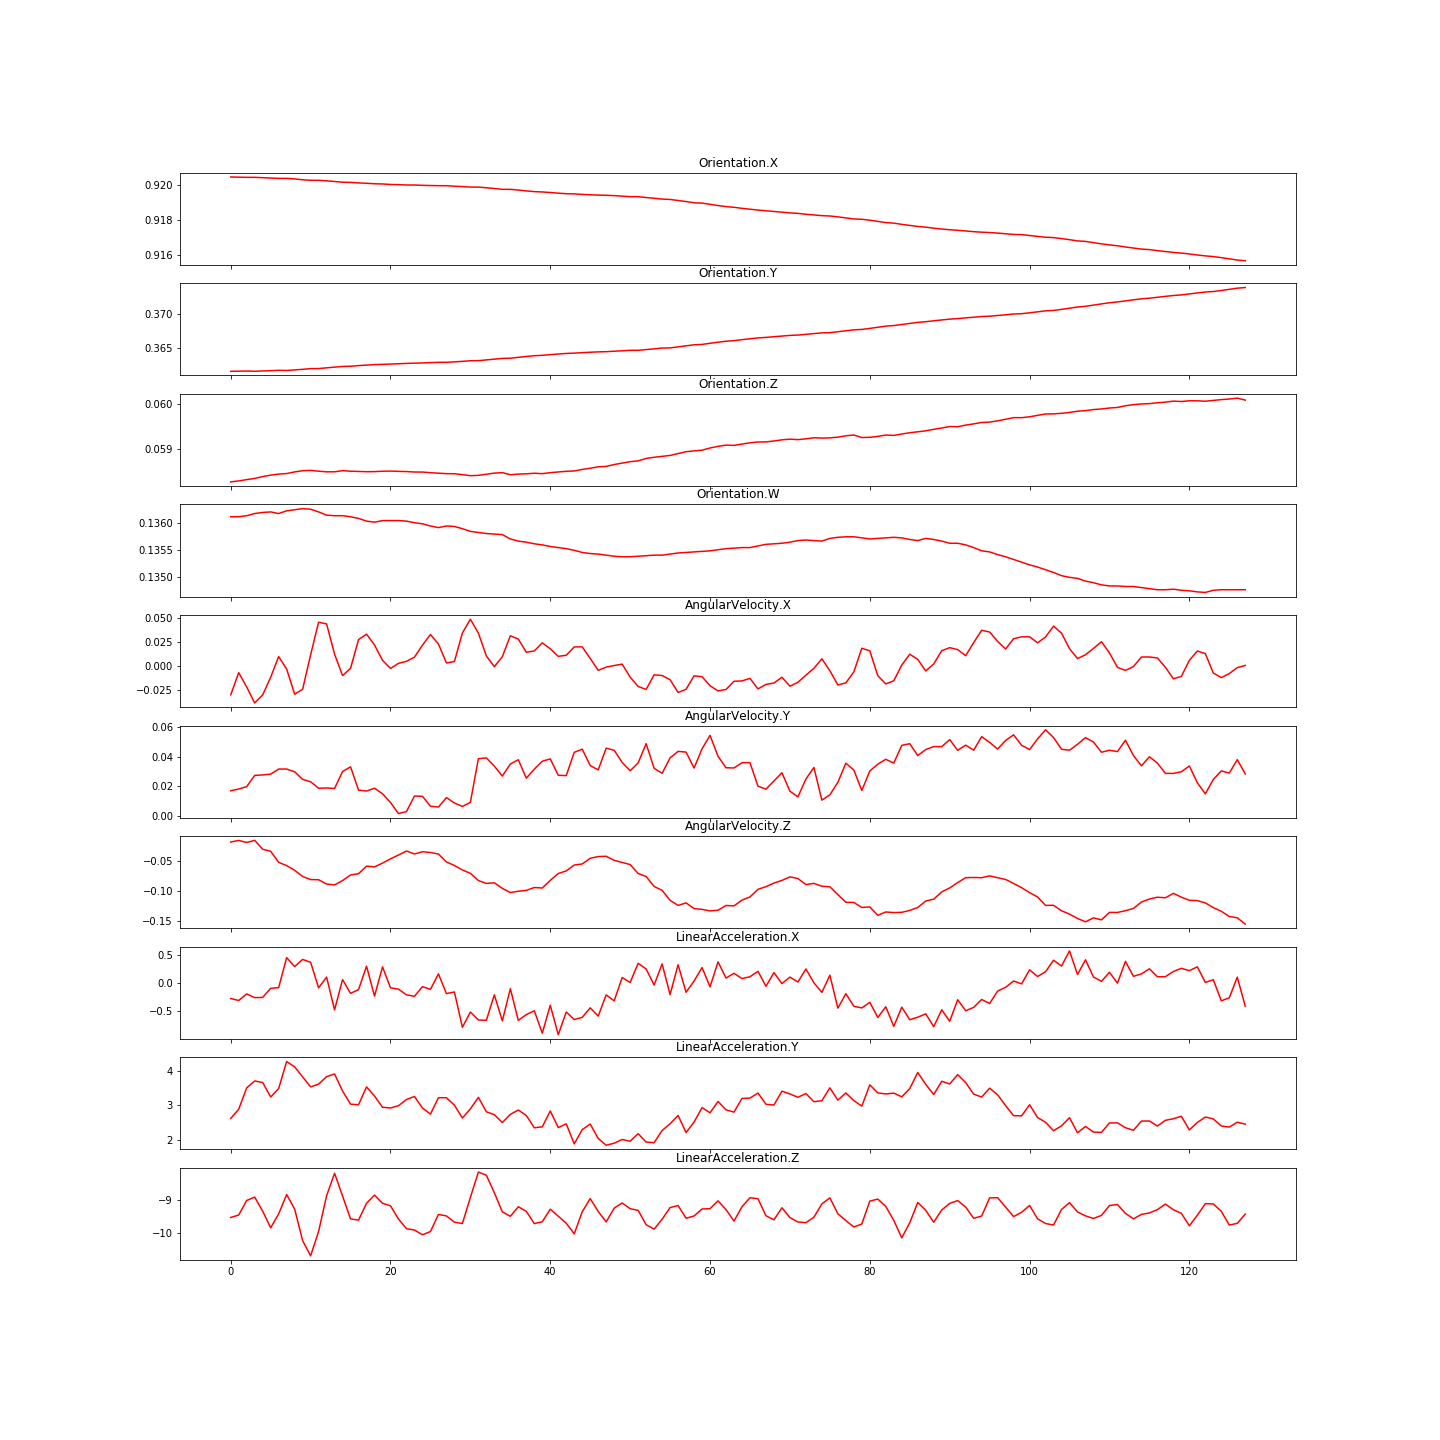 Orientation.X
0.920
0.918
0.916
Orientation.Y
0.370
0.365
Orientation.Z
0.060
0.059
Orientation.W
0.1360
0.1355
0.1350
AngularVelocity.X
0.050
0.025
0.000
−0.025
AngularVelocity.Y
0.06
0.04
0.02
0.00
AngularVelocity.Z
−0.05
−0.10
−0.15
LinearAcceleration.X
0.5
0.0
−0.5
LinearAcceleration.Y
4
3
2
LinearAcceleration.Z
−9
−10
0 20 40 60 80 100 120